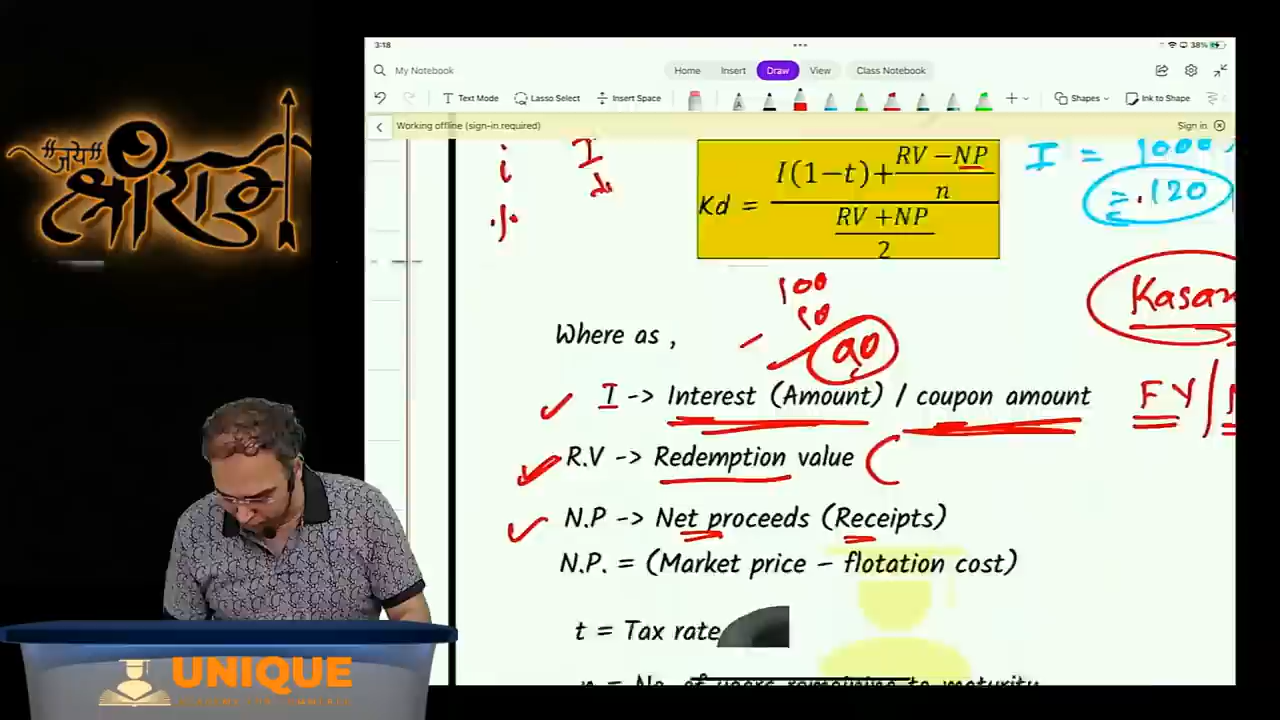 3:18
38%
My Notebook
Home Insert Draw View Class Notebook
Text Mode Lasso Select Insert Space Shapes Ink to Shape
Working offline (sign-in required) Sign in
"जय"
श्रीराम
i I
Kd = I(1−t)+ RV −NP / n
RV +NP / 2
I = 1000
= 120
100
10
90
Where as ,
I -> Interest (Amount) / coupon amount
FY/
R.V -> Redemption value (
N.P -> Net proceeds (Receipts)
N.P. = (Market price – flotation cost)
t = Tax rate
UNIQUE